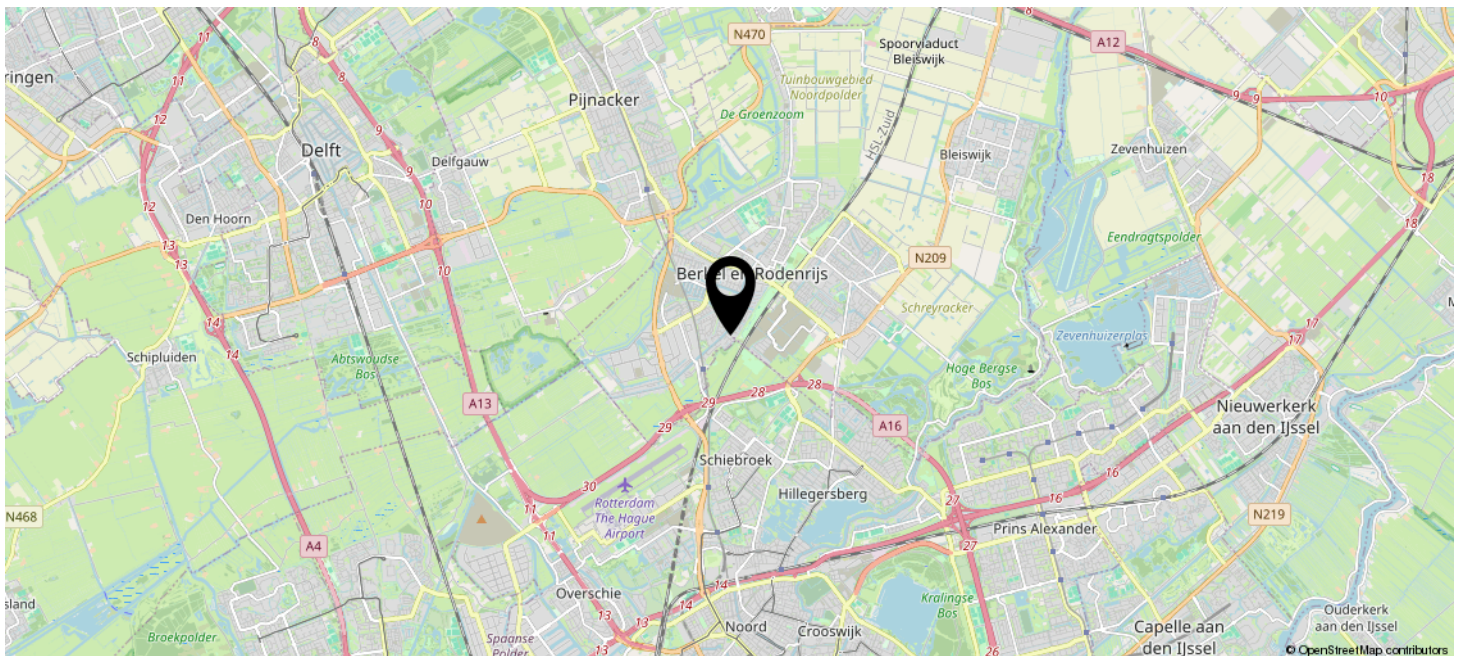 N470
8
A12
Spoorviaduct
Bleiswijk
11
8
ringen
11
8
Tuinbouwgebied
Noordpolder
Pijnacker
9
9
10
12
De Groenzoom
9
HSL-Zuid
Delft
Delfgauw
Bleiswijk
Zevenhuizen
9
18
12
10
Den Hoorn
18
13
13
10
Eendragtspolder
N209
Schreyracker
14
14
17
Zevenhuizerplas
17
Schipluiden
Abtswoudse
Bos
Hoge Bergse
Bos
28
28
A13
29
Nieuwerkerk
aan den IJssel
29
A16
Schiebroek
16
30
Hillegersberg
27
16
11
Rotterdam
The Hague
Airport
N468
N219
11
Prins Alexander
A4
27
14
Overschie
Kralingse
Bos
14
sland
13
Ouderkerk
aan den IJssel
Noord
Crooswijk
Capelle aan
den IJssel
Broekpolder
Spaanse
Polder
13
26
© OpenStreetMap contributors